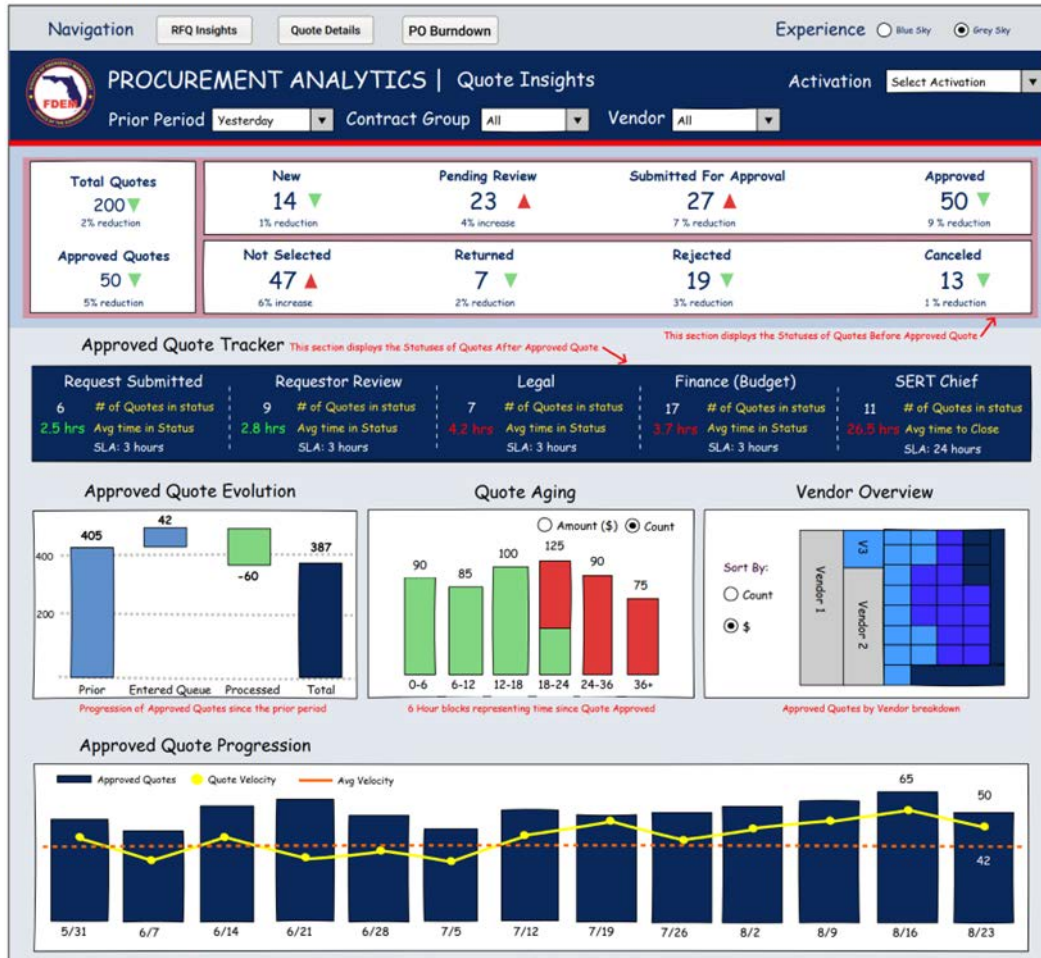 Navigation RFQ Insights Quote Details PO Burndown Experience Blue Sky Grey Sky
FDEM
PROCUREMENT ANALYTICS | Quote Insights Activation Select Activation
Prior Period Yesterday Contract Group All Vendor All
Total Quotes
200
2% reduction
Approved Quotes
50
5% reduction
New Pending Review Submitted For Approval Approved
14 23 27 50
1% reduction 4% increase 7 % reduction 9 % reduction
Not Selected Returned Rejected Canceled
47 7 19 13
6% increase 2% reduction 3% reduction 1 % reduction
This section displays the Statuses of Quotes Before Approved Quote
Approved Quote Tracker This section displays the Statuses of Quotes After Approved Quote
Request Submitted Requestor Review Legal Finance (Budget) SERT Chief
6 # of Quotes in status 9 # of Quotes in status 7 # of Quotes in status 17 # of Quotes in status 11 # of Quotes in status
2.5 hrs Avg time in Status 2.8 hrs Avg time in Status 4.2 hrs Avg time in Status 3.7 hrs Avg time in Status 26.5 hrs Avg time to Close
SLA: 3 hours SLA: 3 hours SLA: 3 hours SLA: 3 hours SLA: 24 hours
Approved Quote Evolution
405 42 -60 387
400
200
Prior Entered Queue Processed Total
Progression of Approved Quotes since the prior period
Quote Aging
Amount ($) Count
90 85 100 125 90 75
0-6 6-12 12-18 18-24 24-36 36+
6 Hour blocks representing time since Quote Approved
Vendor Overview
Sort By:
Count
$
Vendor 1
V3
Vendor 2
Approved Quotes by Vendor breakdown
Approved Quote Progression
Approved Quotes Quote Velocity Avg Velocity
65
50
42
5/31 6/7 6/14 6/21 6/28 7/5 7/12 7/19 7/26 8/2 8/9 8/16 8/23